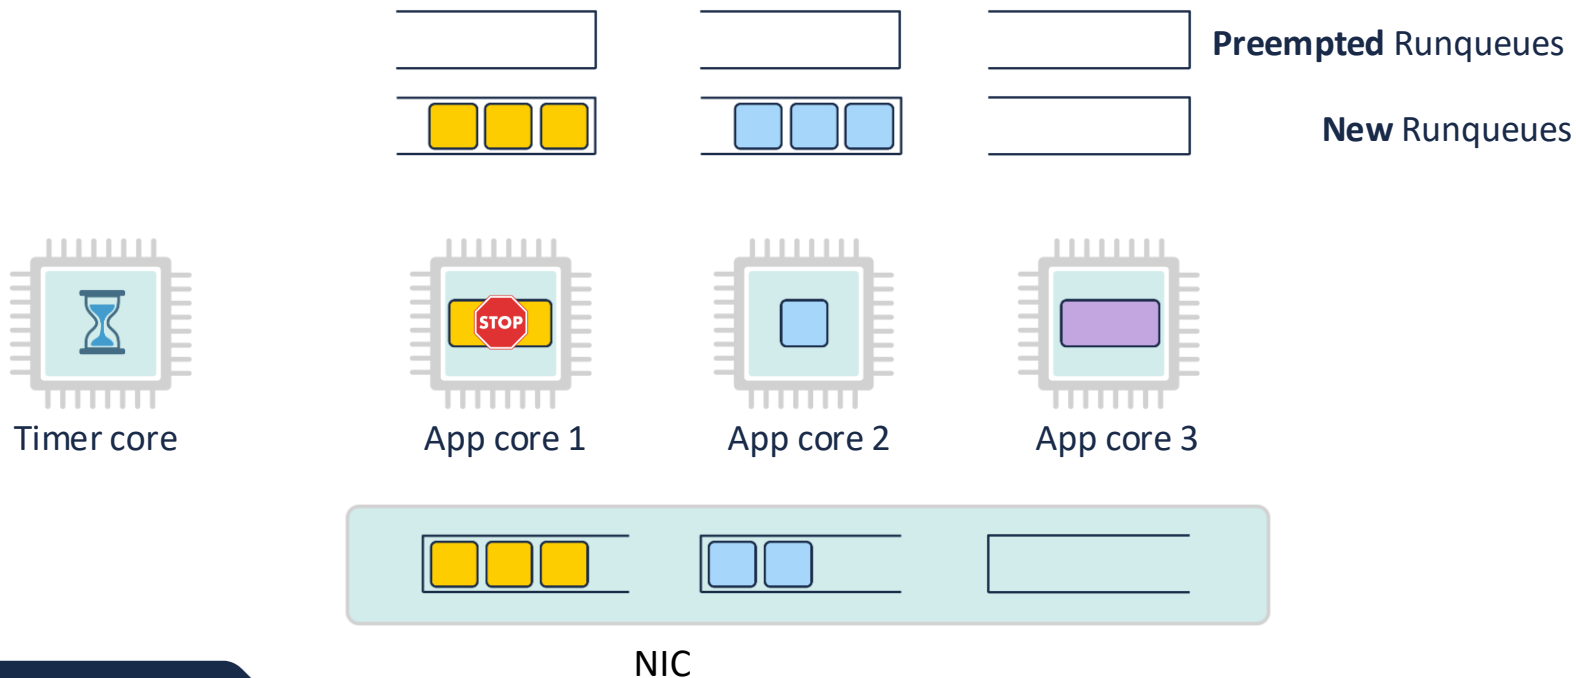 Preempted Runqueues
New Runqueues
STOP
Timer core
App core 1
App core 2
App core 3
NIC